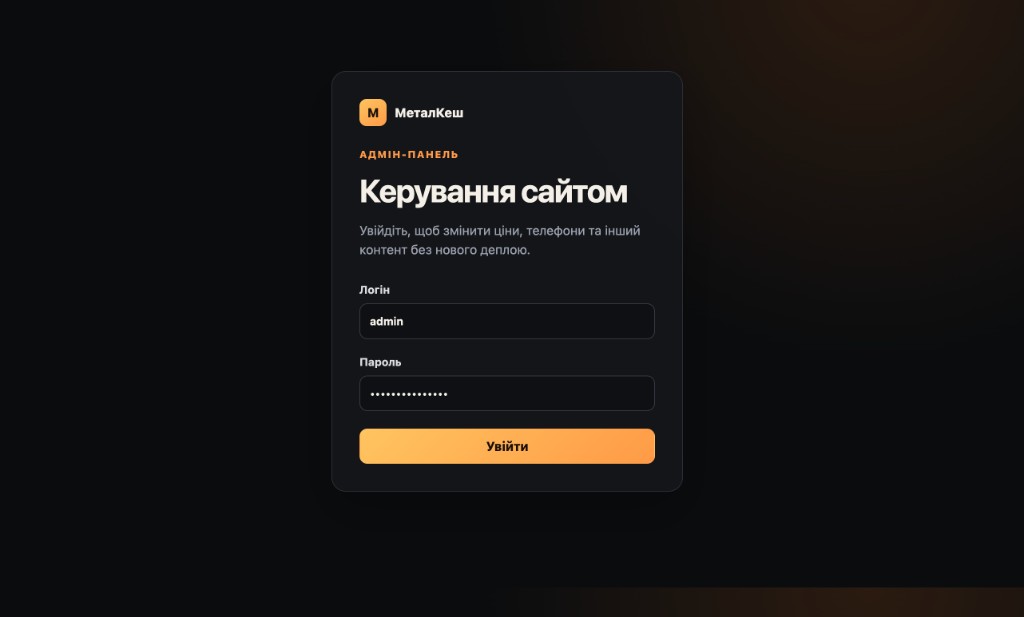 М МеталКеш
АДМІН-ПАНЕЛЬ
Керування сайтом
Увійдіть, щоб змінити ціни, телефони та інший
контент без нового деплою.
Логін
admin
Пароль
•••••••••••••••
Увійти